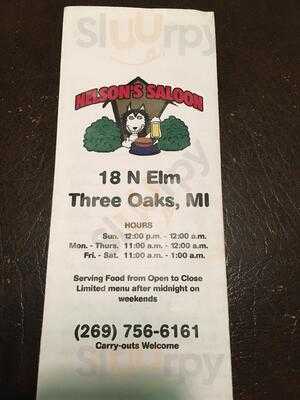 Sluurpy
NELSON'S SALOON
18 N Elm
Three Oaks, MI
HOURS
Sun. 12:00 p.m. - 12:00 a.m.
Mon. - Thurs. 11:00 a.m. - 12:00 a.m.
Fri. - Sat. 11:00 a.m. - 1:00 a.m.
Serving Food from Open to Close
Limited menu after midnight on
weekends
(269) 756-6161
Carry-outs Welcome
Sluurpy